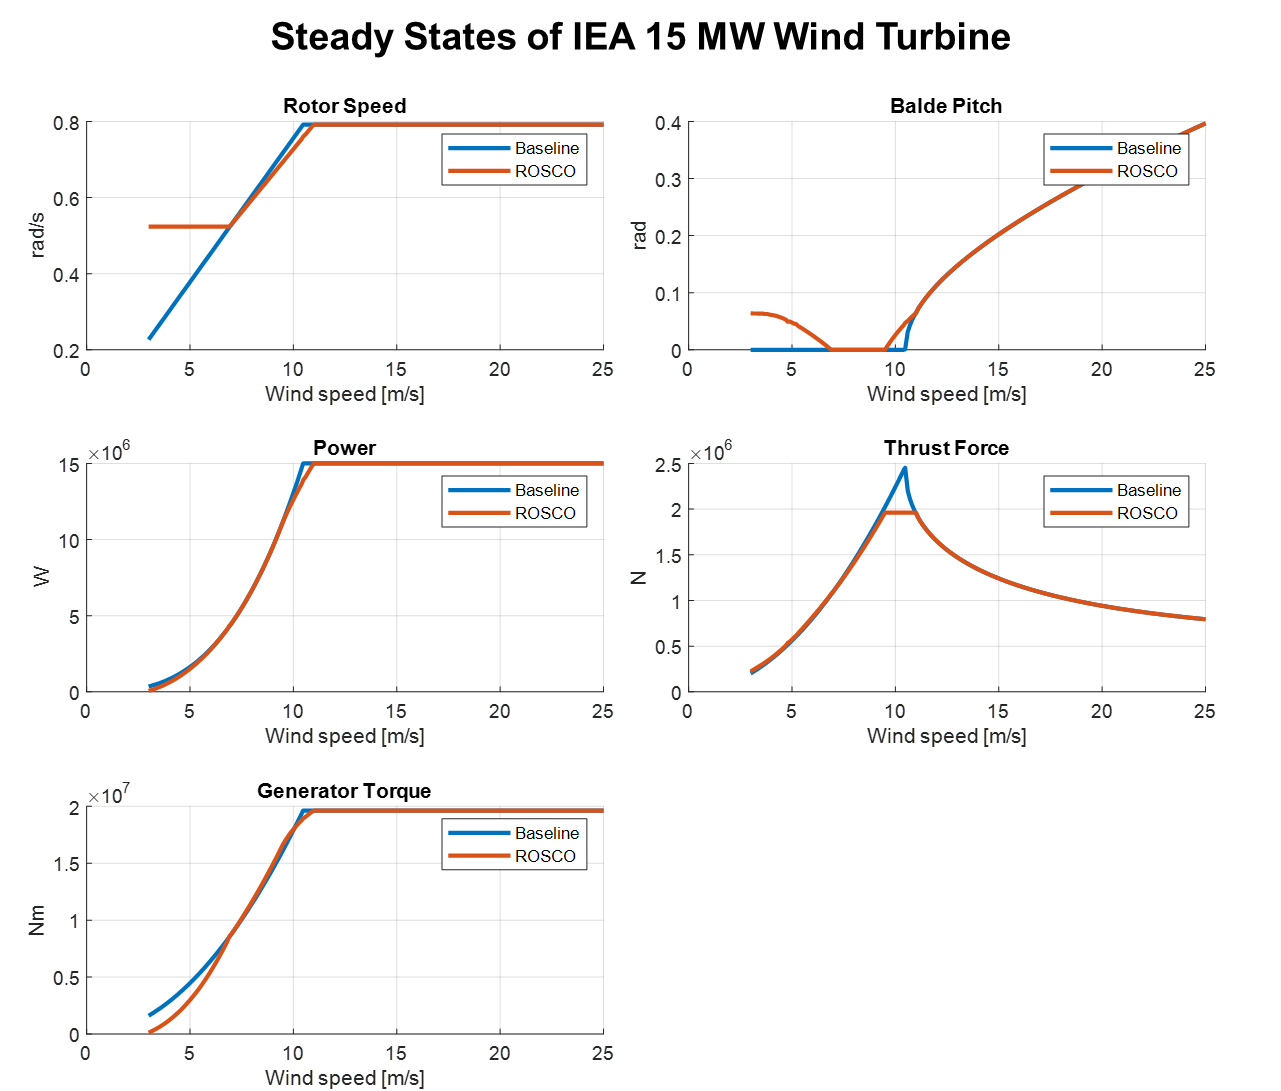 Steady States of IEA 15 MW Wind Turbine
Rotor Speed
0.8
0.6
0.4
0.2
rad/s
Baseline
ROSCO
0 5 10 15 20 25
Wind speed [m/s]
Balde Pitch
0.4
0.3
0.2
0.1
0
rad
Baseline
ROSCO
0 5 10 15 20 25
Wind speed [m/s]
Power
×10^6
15
10
5
0
W
Baseline
ROSCO
0 5 10 15 20 25
Wind speed [m/s]
Thrust Force
×10^6
2.5
2
1.5
1
0.5
0
N
Baseline
ROSCO
0 5 10 15 20 25
Wind speed [m/s]
Generator Torque
×10^7
2
1.5
1
0.5
0
Nm
Baseline
ROSCO
0 5 10 15 20 25
Wind speed [m/s]